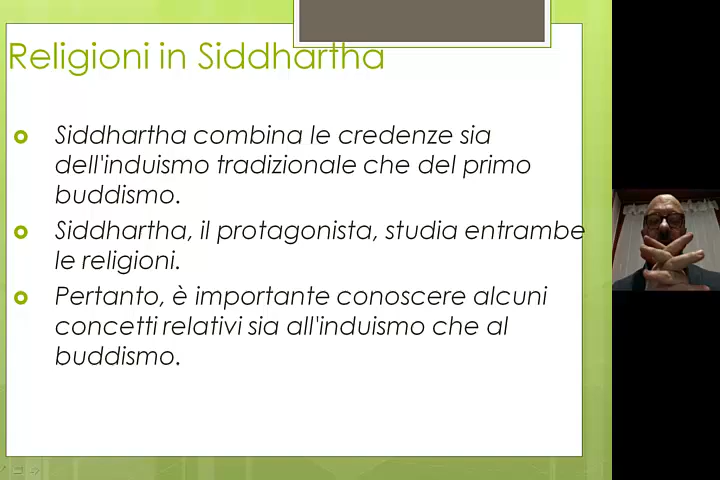 Religioni in Siddhartha
Siddhartha combina le credenze sia
dell'induismo tradizionale che del primo
buddismo.
Siddhartha, il protagonista, studia entrambe
le religioni.
Pertanto, è importante conoscere alcuni
concetti relativi sia all'induismo che al
buddismo.